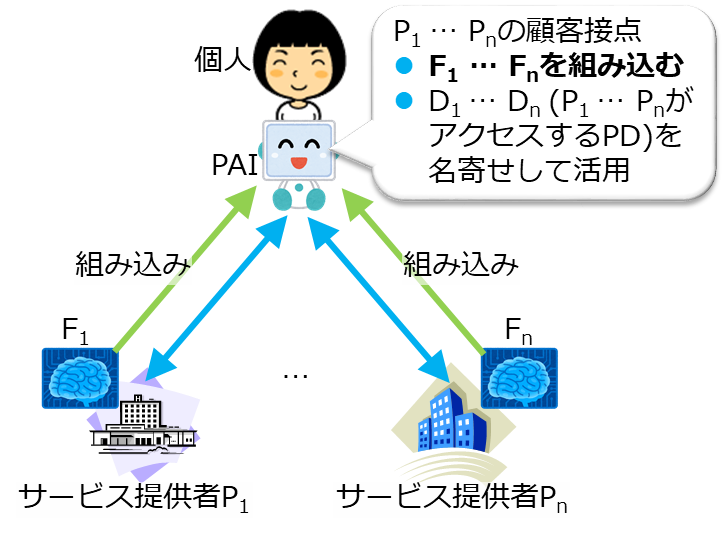 個人
P1 … Pnの顧客接点
● F1 … Fnを組み込む
● D1 … Dn (P1 … Pnが
アクセスするPD)を
名寄せして活用
PAI
組み込み
組み込み
F1
Fn
…
サービス提供者P1
サービス提供者Pn